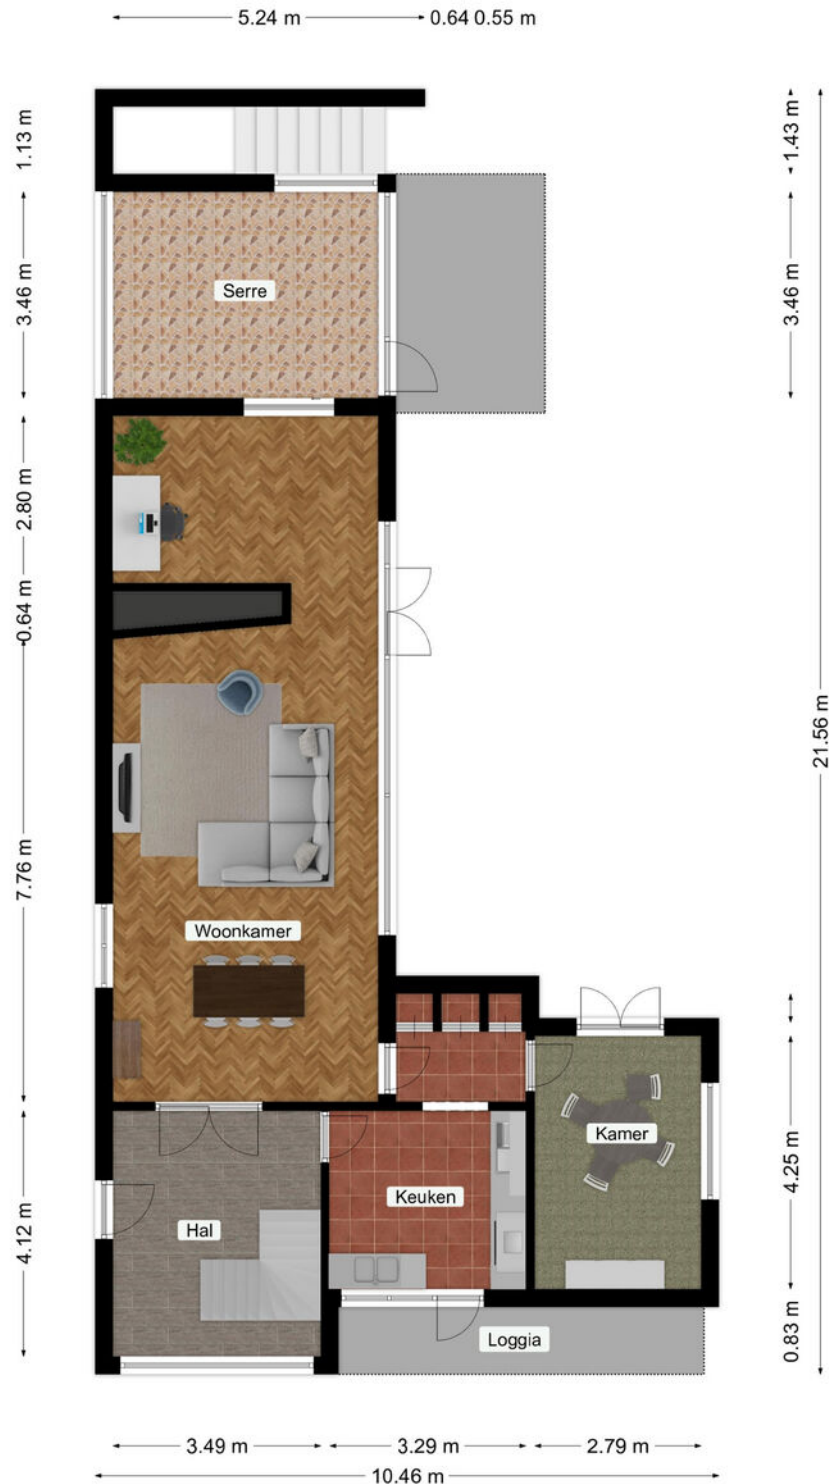 5.24 m
0.64 0.55 m
1.13 m
1.43 m
3.46 m
3.46 m
Serre
2.80 m
0.64 m
21.56 m
7.76 m
Woonkamer
Kamer
4.25 m
Keuken
Hal
4.12 m
0.83 m
Loggia
3.49 m
3.29 m
2.79 m
10.46 m